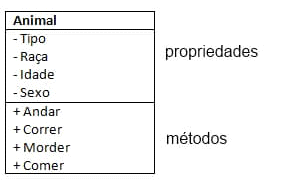 Animal
- Tipo
- Raça
- Idade
- Sexo
propriedades
+ Andar
+ Correr
+ Morder
+ Comer
métodos